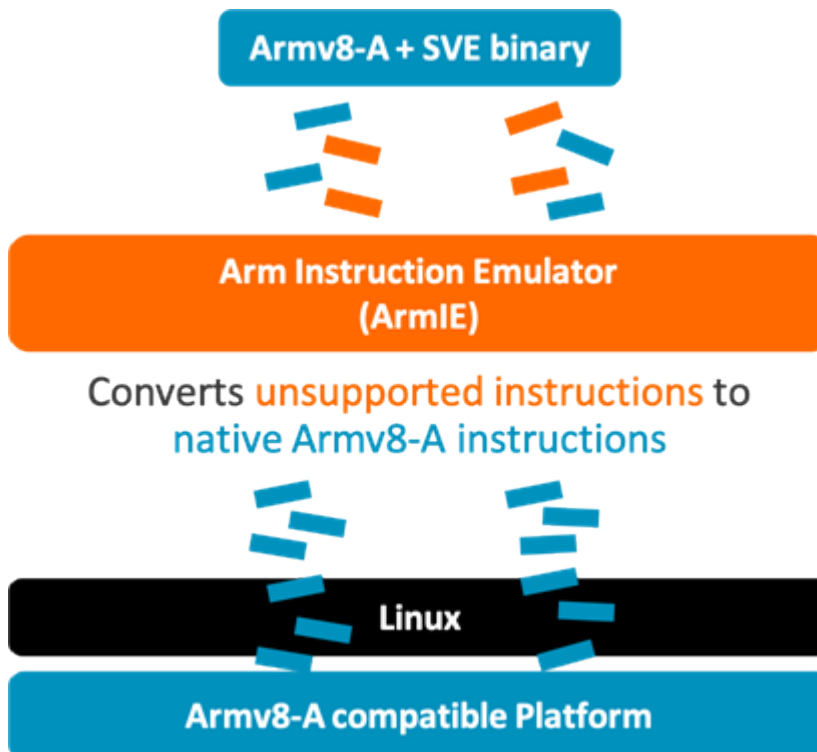 Armv8-A + SVE binary
Arm Instruction Emulator
(ArmIE)
Converts unsupported instructions to
native Armv8-A instructions
Linux
Armv8-A compatible Platform